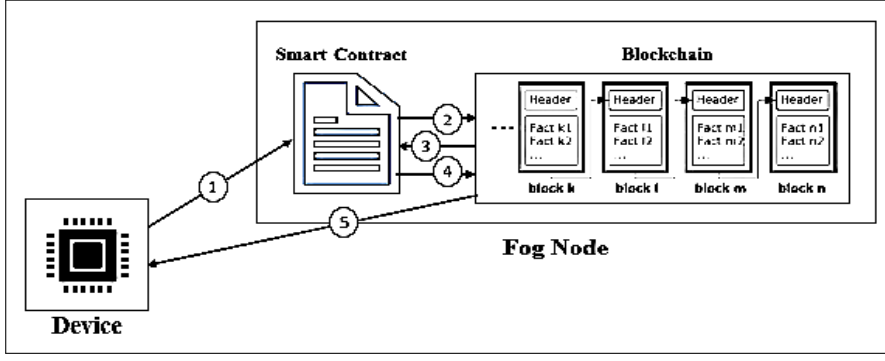 Smart Contract
Blockchain
Header
Header
Header
Header
Fact k1
Fact k2
...
Fact l1
Fact l2
...
Fact m1
Fact m2
...
Fact n1
Fact n2
...
block k
block l
block m
block n
1
2
3
4
5
Fog Node
Device